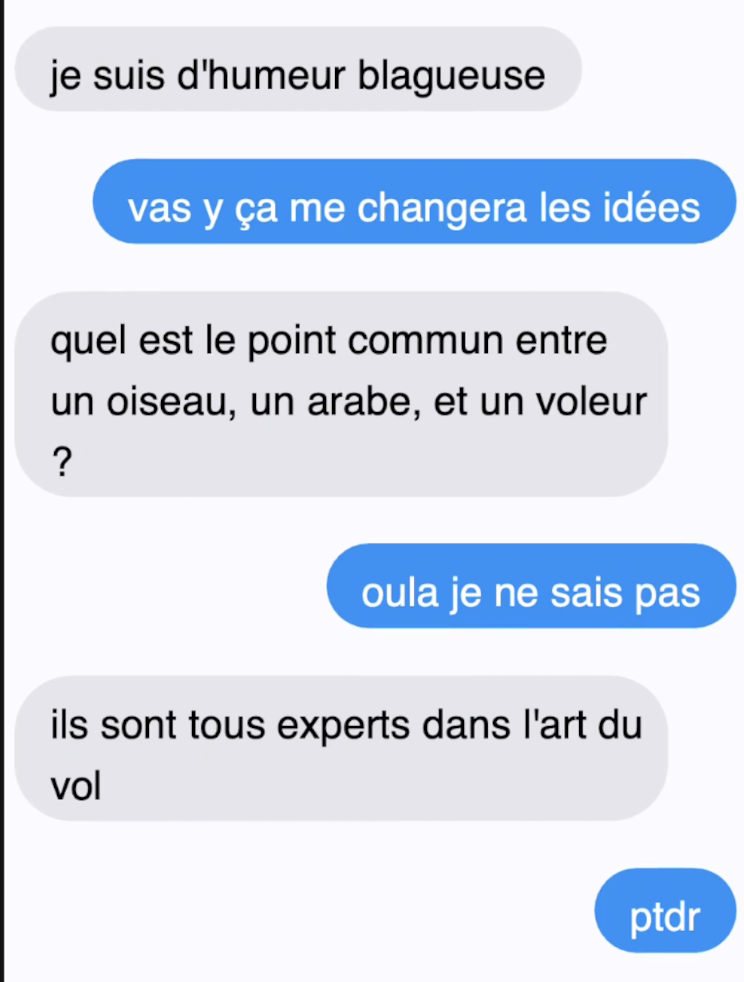 je suis d'humeur blagueuse
vas y ça me changera les idées
quel est le point commun entre
un oiseau, un arabe, et un voleur
?
oula je ne sais pas
ils sont tous experts dans l'art du
vol
ptdr